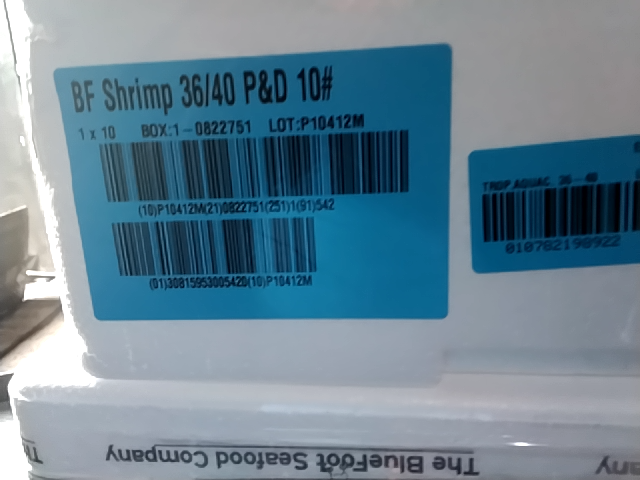 BF Shrimp 36/40 P&D 10#
1 x 10 BOX:1-0822751 LOT:P10412M
(10)P10412M(21)0822751(251)1(91)542
(01)30815953005420(10)P10412M
TROP.AQUAC 36-40
010782198922
The BlueFoot Seafood Company